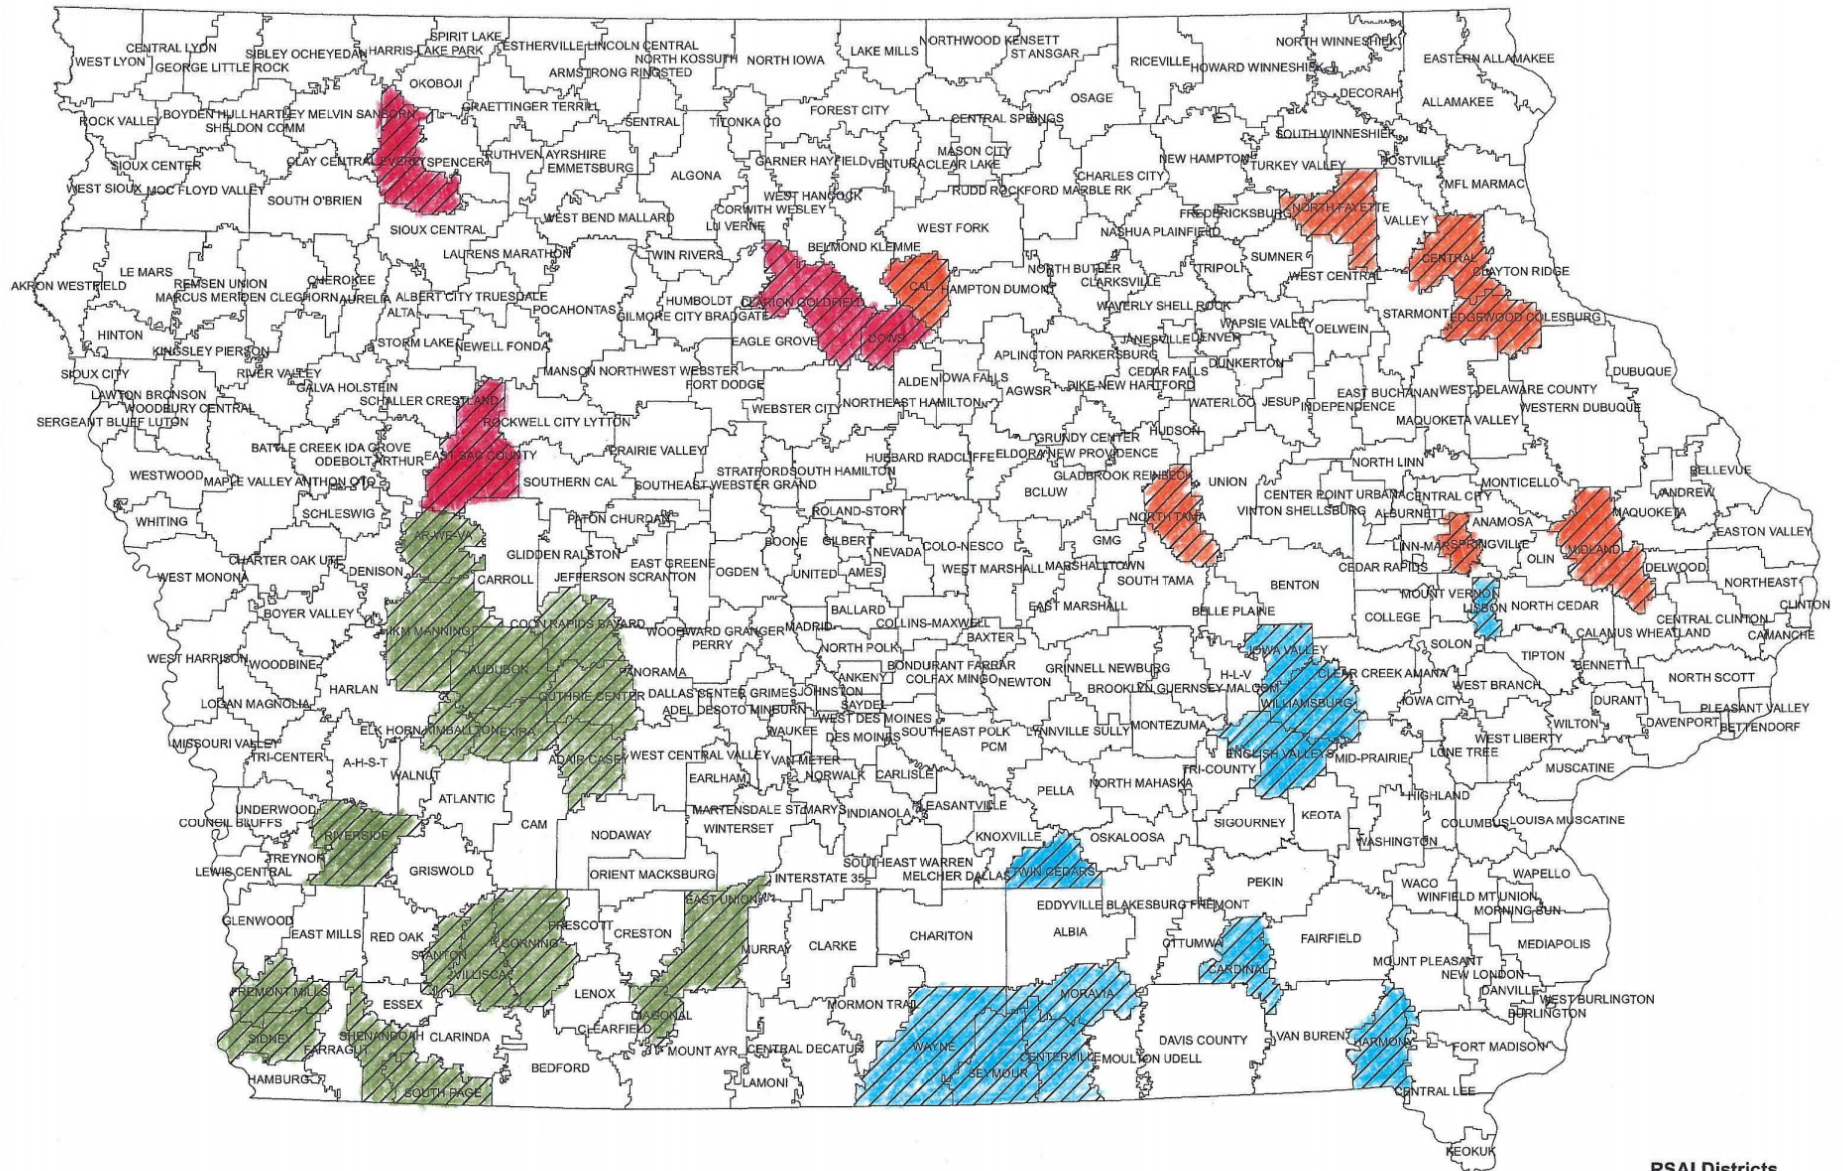 SPIRIT LAKE
CENTRAL LYON
SIBLEY OCHEYEDAN
HARRIS-LAKE PARK
ESTHERVILLE LINCOLN CENTRAL
NORTH KOSSUTH
LAKE MILLS
NORTHWOOD KENSETT
ST ANSGAR
NORTH WINNESHIEK
WEST LYON
GEORGE LITTLE ROCK
ARMSTRONG RINGSTED
NORTH IOWA
RICEVILLE
HOWARD WINNESHIEK
EASTERN ALLAMAKEE
OKOBOJI
DECORAH
ALLAMAKEE
ROCK VALLEY
BOYDEN HULL
HARTLEY MELVIN SANBORN
GRAETTINGER TERRILL
SHELDON COMM
SENTRAL
TITONKA CO
FOREST CITY
OSAGE
CENTRAL SPRINGS
SOUTH WINNESHIEK
SIOUX CENTER
CLAY CENTRAL EVERLY
SPENCER
RUTHVEN AYRSHIRE
EMMETSBURG
ALGONA
GARNER HAYFIELD
VENTURA
CLEAR LAKE
MASON CITY
CHARLES CITY
NEW HAMPTON
TURKEY VALLEY
POSTVILLE
MFL MARMAC
WEST SIOUX
MOC FLOYD VALLEY
SOUTH O'BRIEN
WEST HANCOCK
CORWITH WESLEY
RUDD ROCKFORD MARBLE RK
FREDERICKSBURG
NORTH FAYETTE
VALLEY
SIOUX CENTRAL
WEST BEND MALLARD
LU VERNE
WEST FORK
NASHUA PLAINFIELD
LAURENS MARATHON
TWIN RIVERS
BELMOND KLEMME
SUMNER
CENTRAL
CLAYTON RIDGE
LE MARS
REMSEN UNION
CHEROKEE
NORTH BUTLER
CLARKSVILLE
TRIPOLI
WEST CENTRAL
AKRON WESTFIELD
MARCUS MERIDEN CLEGHORN
AURELIA
ALBERT CITY TRUESDALE
HUMBOLDT
CLARION GOLDFIELD
CAL
HAMPTON DUMONT
ALTA
POCAHONTAS
GILMORE CITY BRADGATE
WAVERLY SHELL ROCK
STARMONT
EDGEWOOD COLESBURG
HINTON
STORM LAKE
NEWELL FONDA
EAGLE GROVE
DOWS
JANESVILLE
DENVER
WAPSIE VALLEY
OELWEIN
KINGSLEY PIERSON
APLINGTON PARKERSBURG
DUNKERTON
SIOUX CITY
RIVER VALLEY
GALVA HOLSTEIN
MANSON NORTHWEST WEBSTER
FORT DODGE
ALDEN
IOWA FALLS
AGWSR
CEDAR FALLS
DIKE NEW HARTFORD
DUBUQUE
LAWTON BRONSON
WOODBURY CENTRAL
SCHALLER CRESTLAND
WEBSTER CITY
NORTHEAST HAMILTON
WATERLOO
JESUP
INDEPENDENCE
EAST BUCHANAN
WEST DELAWARE COUNTY
WESTERN DUBUQUE
SERGEANT BLUFF LUTON
ROCKWELL CITY LYTTON
MAQUOKETA VALLEY
BATTLE CREEK IDA GROVE
ODEBOLT ARTHUR
EAST SAC COUNTY
PRAIRIE VALLEY
HUBBARD RADCLIFFE
GRUNDY CENTER
ELDORA NEW PROVIDENCE
HUDSON
NORTH LINN
WESTWOOD
MAPLE VALLEY ANTHON OTO
SOUTHERN CAL
STRATFORD
SOUTH HAMILTON
SOUTHEAST WEBSTER GRAND
GLADBROOK REINBECK
UNION
MONTICELLO
BELLEVUE
WHITING
SCHLESWIG
PATON CHURDAN
ROLAND-STORY
BCLUW
NORTH TAMA
CENTER POINT URBANA
VINTON SHELLSBURG
CENTRAL CITY
ALBURNETT
ANAMOSA
MAQUOKETA
ANDREW
EASTON VALLEY
AR-WE-VA
CHARTER OAK UTE
DENISON
GLIDDEN RALSTON
BOONE
GILBERT
NEVADA
COLO-NESCO
GMG
LINN-MAR
SPRINGVILLE
OLIN
MIDLAND
DELWOOD
WEST MONONA
CARROLL
JEFFERSON SCRANTON
EAST GREENE
OGDEN
UNITED
AMES
WEST MARSHALL
MARSHALLTOWN
SOUTH TAMA
BENTON
CEDAR RAPIDS
NORTHEAST
BOYER VALLEY
BALLARD
EAST MARSHALL
BELLE PLAINE
COLLEGE
MOUNT VERNON
LISBON
NORTH CEDAR
CLINTON
IKM MANNING
COON RAPIDS BAYARD
WOODWARD GRANGER
PERRY
MADRID
COLLINS-MAXWELL
BAXTER
CENTRAL CLINTON
CALAMUS WHEATLAND
CAMANCHE
WEST HARRISON
WOODBINE
AUDUBON
PANORAMA
NORTH POLK
BONDURANT FARRAR
COLFAX MINGO
NEWTON
GRINNELL NEWBURG
IOWA VALLEY
SOLON
TIPTON
BENNETT
HARLAN
GUTHRIE CENTER
DALLAS CENTER GRIMES
JOHNSTON
ANKENY
BROOKLYN GUERNSEY MALCOM
H-L-V
CLEAR CREEK AMANA
WEST BRANCH
NORTH SCOTT
LOGAN MAGNOLIA
ADEL DESOTO MINBURN
SAYDEL
WILLIAMSBURG
IOWA CITY
DURANT
PLEASANT VALLEY
ELK HORN KIMBALLTON
EXIRA
WAUKEE
WEST DES MOINES
DES MOINES
SOUTHEAST POLK
LYNNVILLE SULLY
MONTEZUMA
WILTON
DAVENPORT
BETTENDORF
MISSOURI VALLEY
TRI-CENTER
A-H-S-T
ADAIR CASEY
WEST CENTRAL VALLEY
VAN METER
PCM
ENGLISH VALLEYS
MID-PRAIRIE
LONE TREE
WEST LIBERTY
WALNUT
EARLHAM
NORWALK
CARLISLE
NORTH MAHASKA
TRI-COUNTY
MUSCATINE
UNDERWOOD
ATLANTIC
PELLA
HIGHLAND
COUNCIL BLUFFS
RIVERSIDE
CAM
NODAWAY
MARTENSDALE ST MARYS
WINTERSET
INDIANOLA
PLEASANTVILLE
SIGOURNEY
KEOTA
COLUMBUS
LOUISA MUSCATINE
KNOXVILLE
OSKALOOSA
WASHINGTON
TREYNOR
LEWIS CENTRAL
GRISWOLD
ORIENT MACKSBURG
INTERSTATE 35
SOUTHEAST WARREN
MELCHER DALLAS
TWIN CEDARS
PEKIN
WACO
WAPELLO
WINFIELD MT UNION
MORNING SUN
GLENWOOD
EAST UNION
EDDYVILLE BLAKESBURG FREMONT
EAST MILLS
RED OAK
STANTON
CORNING
PRESCOTT
CRESTON
MURRAY
CLARKE
CHARITON
ALBIA
OTTUMWA
FAIRFIELD
MEDIAPOLIS
VILLISCA
CARDINAL
MOUNT PLEASANT
NEW LONDON
FREMONT MILLS
ESSEX
LENOX
DIAGONAL
MORMON TRAIL
MORAVIA
DANVILLE
WEST BURLINGTON
BURLINGTON
SIDNEY
FARRAGUT
SHENANDOAH
CLARINDA
CLEARFIELD
MOUNT AYR
CENTRAL DECATUR
WAYNE
CENTERVILLE
MOULTON UDELL
DAVIS COUNTY
VAN BUREN
HARMONY
FORT MADISON
HAMBURG
SOUTH PAGE
BEDFORD
LAMONI
SEYMOUR
CENTRAL LEE
KEOKUK
PSAI Districts